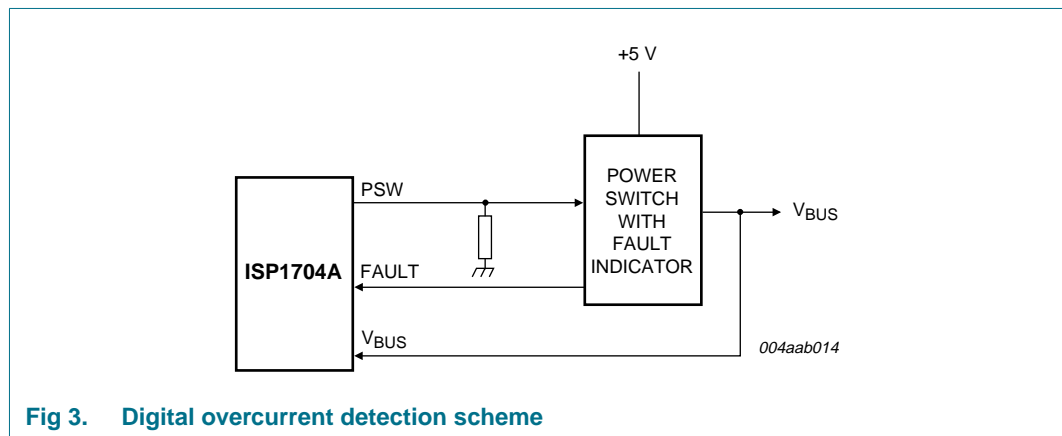 +5 V
PSW
POWER
SWITCH
WITH
FAULT
INDICATOR
VBUS
ISP1704A
FAULT
VBUS
004aab014
Fig 3. Digital overcurrent detection scheme